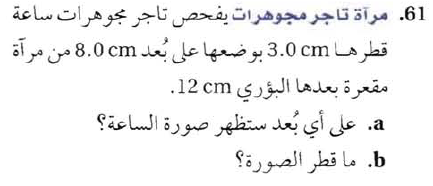 .61 مرآة تاجر مجوهرات يفحص تاجر مجوهرات ساعة
قطرها 3.0 cm بوضعها على بُعد 8.0 cm من مرآة
مقعرة بعدها البؤري 12 cm.
a. على أي بُعد ستظهر صورة الساعة؟
b. ما قطر الصورة؟